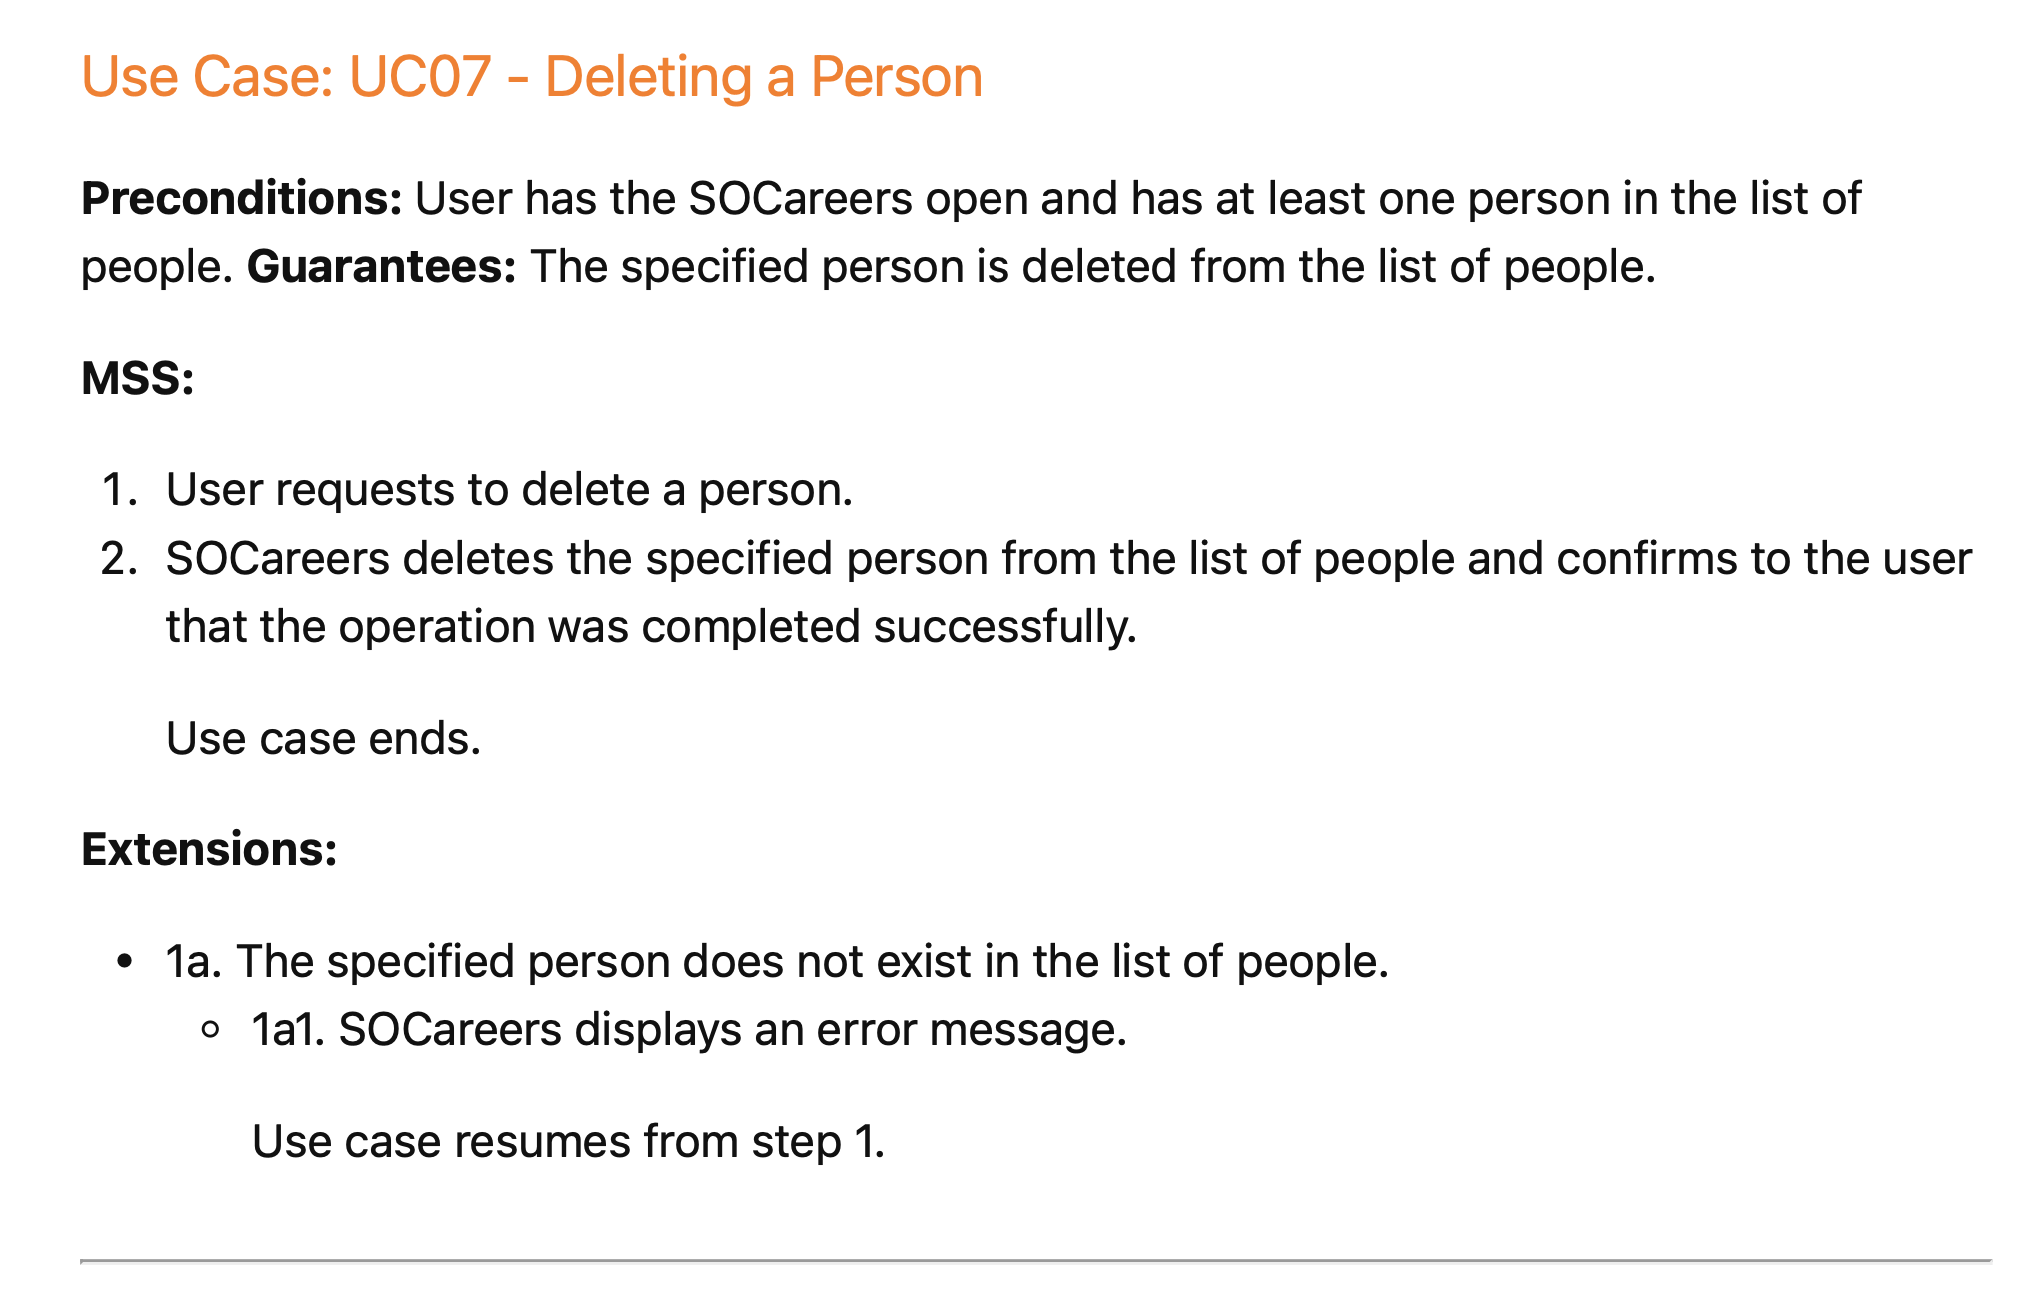 Use Case: UC07 - Deleting a Person
Preconditions: User has the SOCareers open and has at least one person in the list of
people. Guarantees: The specified person is deleted from the list of people.
MSS:
1. User requests to delete a person.
2. SOCareers deletes the specified person from the list of people and confirms to the user
that the operation was completed successfully.
Use case ends.
Extensions:
• 1a. The specified person does not exist in the list of people.
◦ 1a1. SOCareers displays an error message.
Use case resumes from step 1.